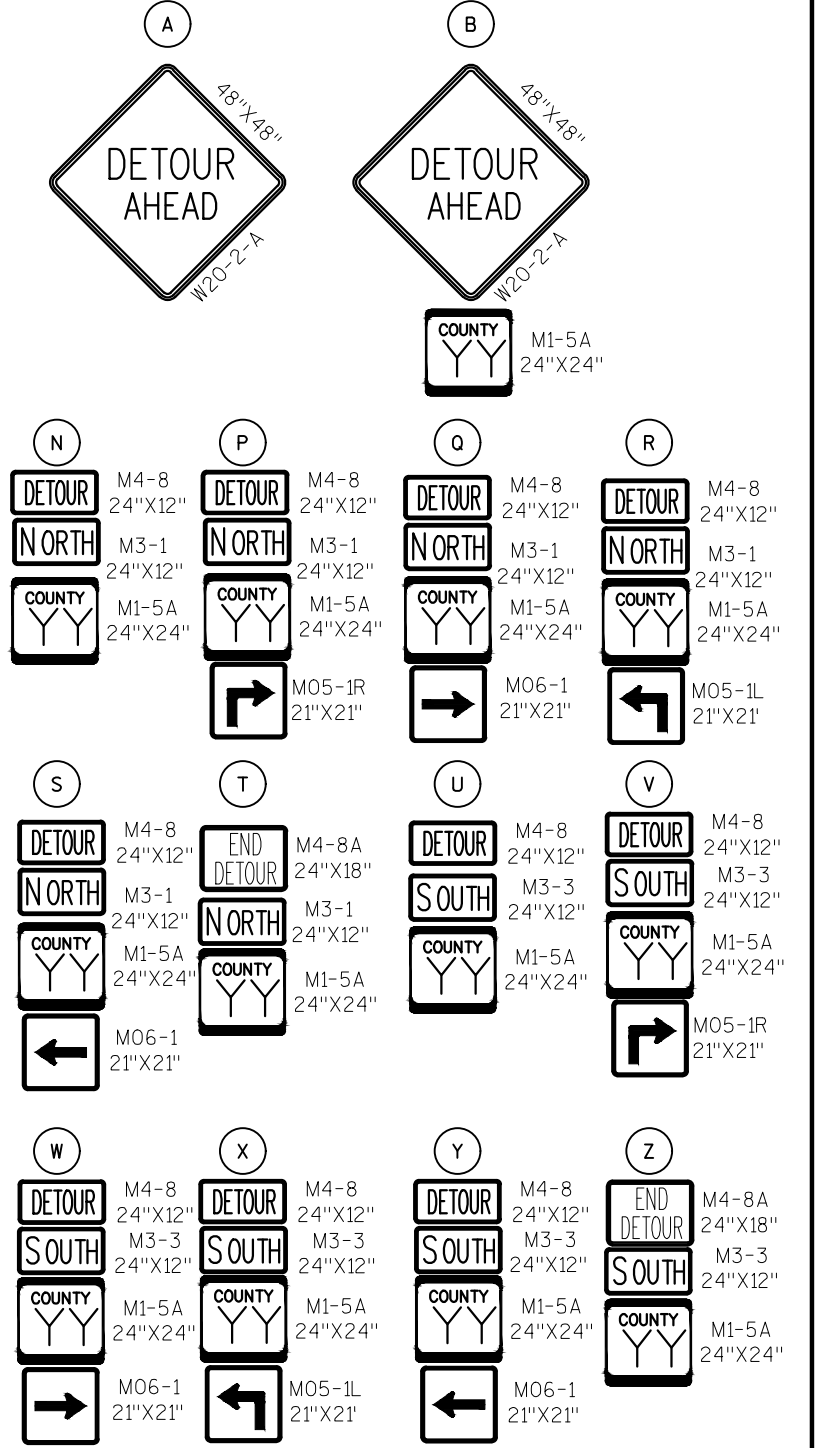 A
DETOUR
AHEAD
48"X48"
W20-2-A
B
DETOUR
AHEAD
48"X48"
W20-2-A
COUNTY
YY
M1-5A
24"X24"
N
DETOUR
M4-8
24"X12"
NORTH
M3-1
24"X12"
COUNTY
YY
M1-5A
24"X24"
P
DETOUR
M4-8
24"X12"
NORTH
M3-1
24"X12"
COUNTY
YY
M1-5A
24"X24"
MO5-1R
21"X21"
Q
DETOUR
M4-8
24"X12"
NORTH
M3-1
24"X12"
COUNTY
YY
M1-5A
24"X24"
MO6-1
21"X21"
R
DETOUR
M4-8
24"X12"
NORTH
M3-1
24"X12"
COUNTY
YY
M1-5A
24"X24"
MO5-1L
21"X21'
S
DETOUR
M4-8
24"X12"
NORTH
M3-1
24"X12"
COUNTY
YY
M1-5A
24"X24"
MO6-1
21"X21"
T
END
DETOUR
M4-8A
24"X18"
NORTH
M3-1
24"X12"
COUNTY
YY
M1-5A
24"X24"
U
DETOUR
M4-8
24"X12"
SOUTH
M3-3
24"X12"
COUNTY
YY
M1-5A
24"X24"
V
DETOUR
M4-8
24"X12"
SOUTH
M3-3
24"X12"
COUNTY
YY
M1-5A
24"X24"
MO5-1R
21"X21"
W
DETOUR
M4-8
24"X12"
SOUTH
M3-3
24"X12"
COUNTY
YY
M1-5A
24"X24"
MO6-1
21"X21"
X
DETOUR
M4-8
24"X12"
SOUTH
M3-3
24"X12"
COUNTY
YY
M1-5A
24"X24"
MO5-1L
21"X21'
Y
DETOUR
M4-8
24"X12"
SOUTH
M3-3
24"X12"
COUNTY
YY
M1-5A
24"X24"
MO6-1
21"X21"
Z
END
DETOUR
M4-8A
24"X18"
SOUTH
M3-3
24"X12"
COUNTY
YY
M1-5A
24"X24"